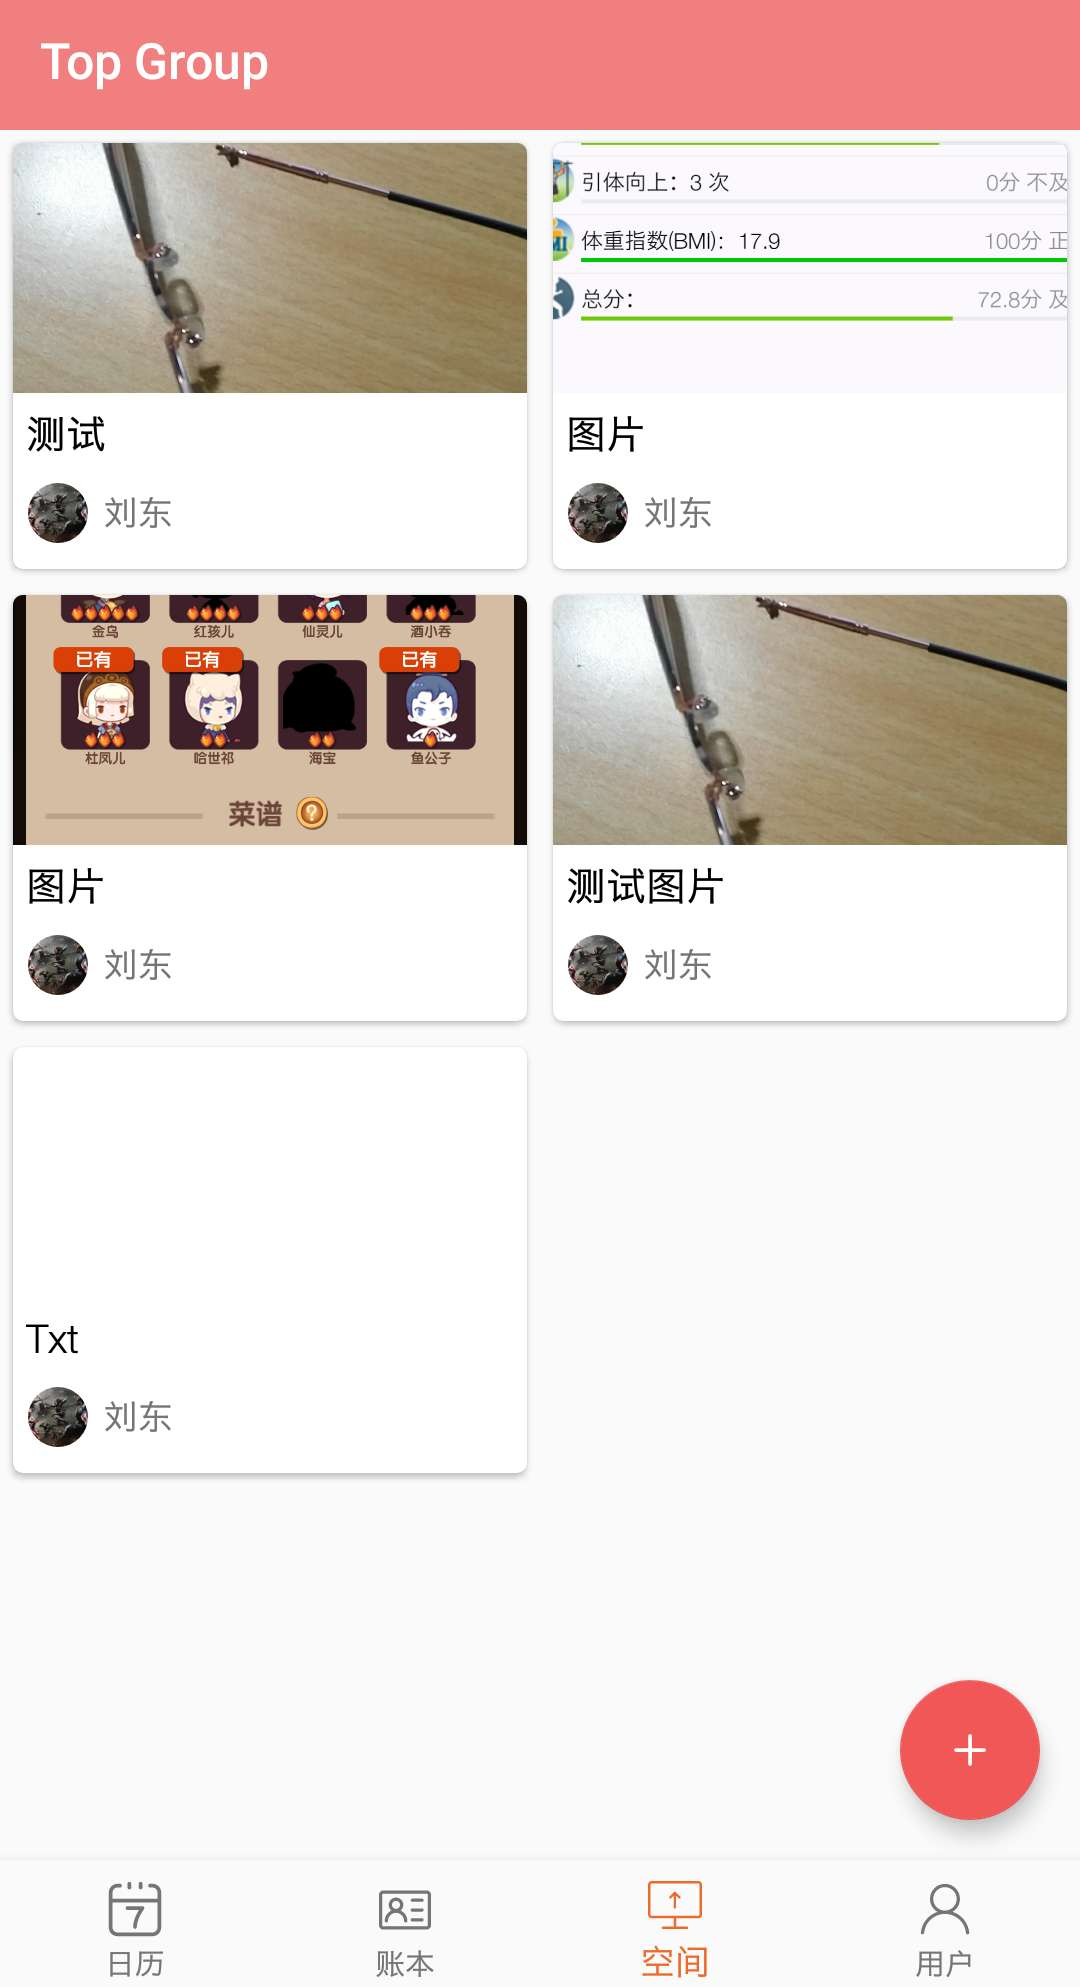 Top Group
引体向上：3 次
0分 不及
体重指数(BMI)：17.9
100分 正
总分：
72.8分 及
测试
图片
刘东
刘东
金乌
红孩儿
仙灵儿
酒小吞
已有
已有
已有
杜凤儿
哈世祁
海宝
鱼公子
菜谱
图片
测试图片
刘东
刘东
Txt
刘东
7
日历
账本
空间
用户